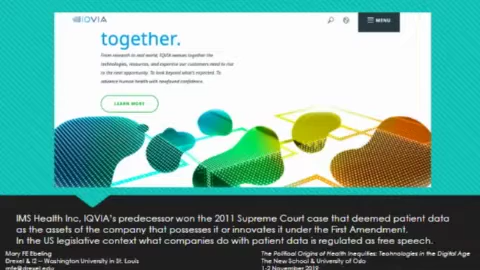 IQVIA
MENU
together.
From research to real world, IQVIA weaves together the
technologies, resources, and expertise our customers need to rise
to the next opportunity. To look beyond what's expected. To
advance human health with newfound confidence.
LEARN MORE
IMS Health Inc, IQVIA's predecessor won the 2011 Supreme Court case that deemed patient data
as the assets of the company that possesses it or innovates it under the First Amendment.
In the US legislative context what companies do with patient data is regulated as free speech.
Mary FE Ebeling
Drexel & I2 – Washington University in St. Louis
mfe@drexel.edu
The Political Origins of Health Inequities: Technologies in the Digital Age
The New School & University of Oslo
1-2 November 2019